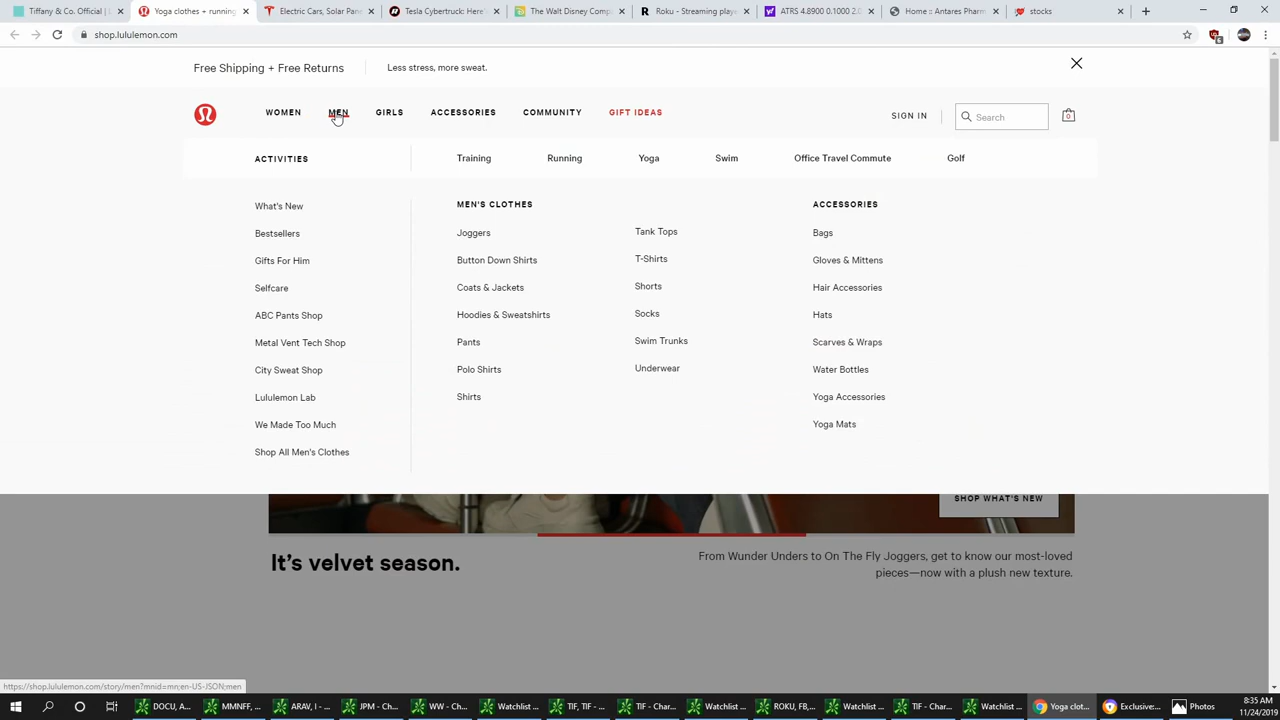 Tiffany & Co. Official |
Yoga clothes + running
Electric Cars, Solar Pane
Tesla Cybertruck: Here'
The Walt Disney Comp
Roku - Streaming playe
ATRS 4.8900 0.1000 2.0
Home :: Antares Pharm
stocks
shop.lululemon.com
6
Free Shipping + Free Returns
Less stress, more sweat.
WOMEN
MEN
GIRLS
ACCESSORIES
COMMUNITY
GIFT IDEAS
SIGN IN
Search
0
ACTIVITIES
Training
Running
Yoga
Swim
Office Travel Commute
Golf
What's New
Bestsellers
Gifts For Him
Selfcare
ABC Pants Shop
Metal Vent Tech Shop
City Sweat Shop
Lululemon Lab
We Made Too Much
Shop All Men's Clothes
MEN'S CLOTHES
Joggers
Button Down Shirts
Coats & Jackets
Hoodies & Sweatshirts
Pants
Polo Shirts
Shirts
Tank Tops
T-Shirts
Shorts
Socks
Swim Trunks
Underwear
ACCESSORIES
Bags
Gloves & Mittens
Hair Accessories
Hats
Scarves & Wraps
Water Bottles
Yoga Accessories
Yoga Mats
SHOP WHAT'S NEW
It's velvet season.
From Wunder Unders to On The Fly Joggers, get to know our most-loved
pieces—now with a plush new texture.
https://shop.lululemon.com/story/men?mnid=mn;en-US-JSON;men
DOCU, A...
MMNFF, ...
ARAV, I - ...
JPM - Ch...
WW - Ch...
Watchlist ...
TIF, TIF - ...
TIF - Char...
Watchlist ...
ROKU, FB,...
Watchlist ...
TIF - Char...
Watchlist ...
Yoga clot...
Exclusive:...
Photos
8:35 AM
11/24/2019